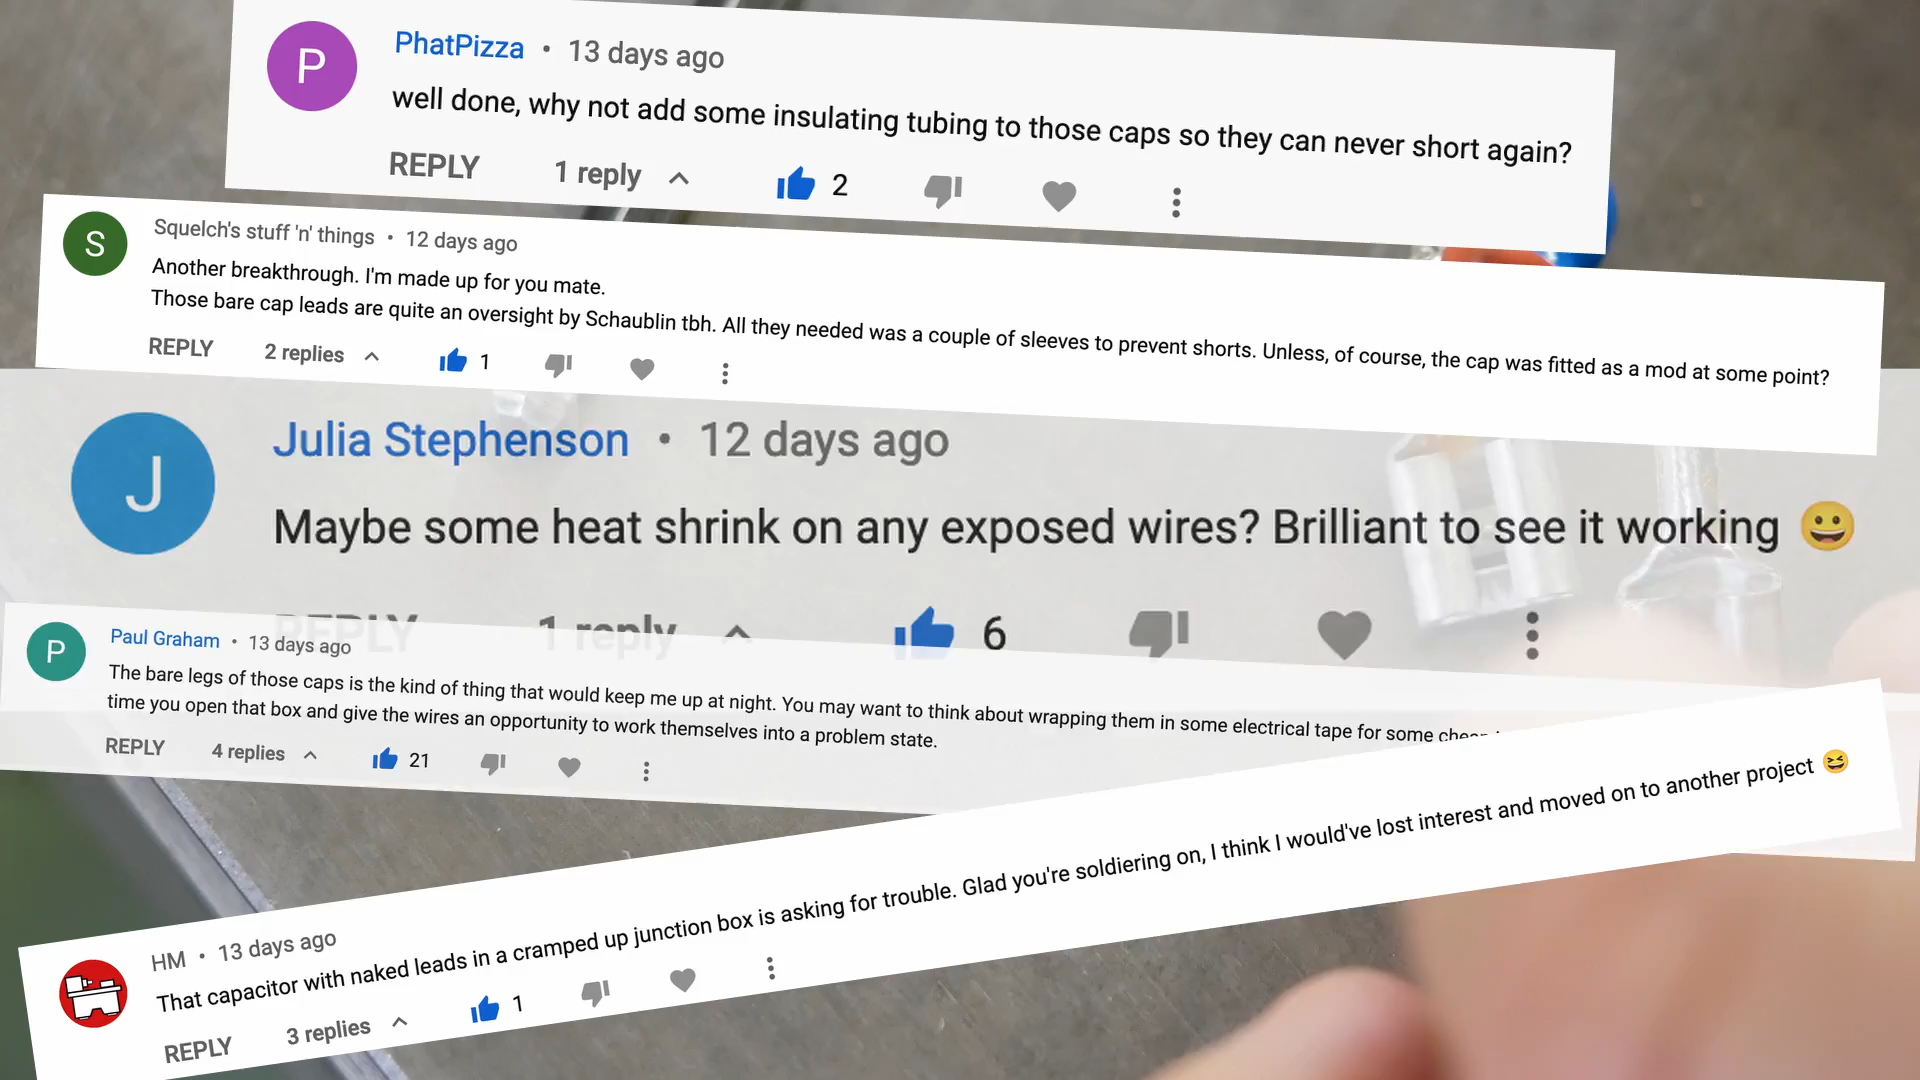 P
PhatPizza • 13 days ago
well done, why not add some insulating tubing to those caps so they can never short again?
REPLY 1 reply 2
S
Squelch's stuff 'n' things • 12 days ago
Another breakthrough. I'm made up for you mate.
Those bare cap leads are quite an oversight by Schaublin tbh. All they needed was a couple of sleeves to prevent shorts. Unless, of course, the cap was fitted as a mod at some point?
REPLY 2 replies 1
J
Julia Stephenson • 12 days ago
Maybe some heat shrink on any exposed wires? Brilliant to see it working 😀
REPLY 1 reply 6
P
Paul Graham • 13 days ago
The bare legs of those caps is the kind of thing that would keep me up at night. You may want to think about wrapping them in some electrical tape for some
time you open that box and give the wires an opportunity to work themselves into a problem state.
REPLY 4 replies 21
HM • 13 days ago
That capacitor with naked leads in a cramped up junction box is asking for trouble. Glad you're soldiering on, I think I would've lost interest and moved on to another project 😆
REPLY 3 replies 1